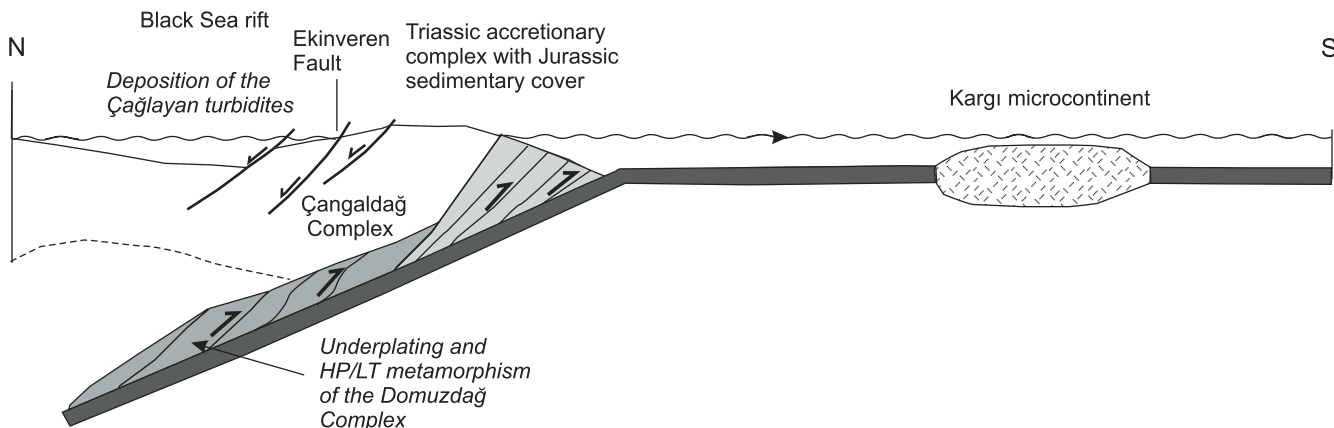 Black Sea rift
N
Ekinveren
Fault
Triassic accretionary
complex with Jurassic
sedimentary cover
S
Deposition of the
Çağlayan turbidites
Kargı microcontinent
Çangaldağ
Complex
Underplating and
HP/LT metamorphism
of the Domuzdağ
Complex